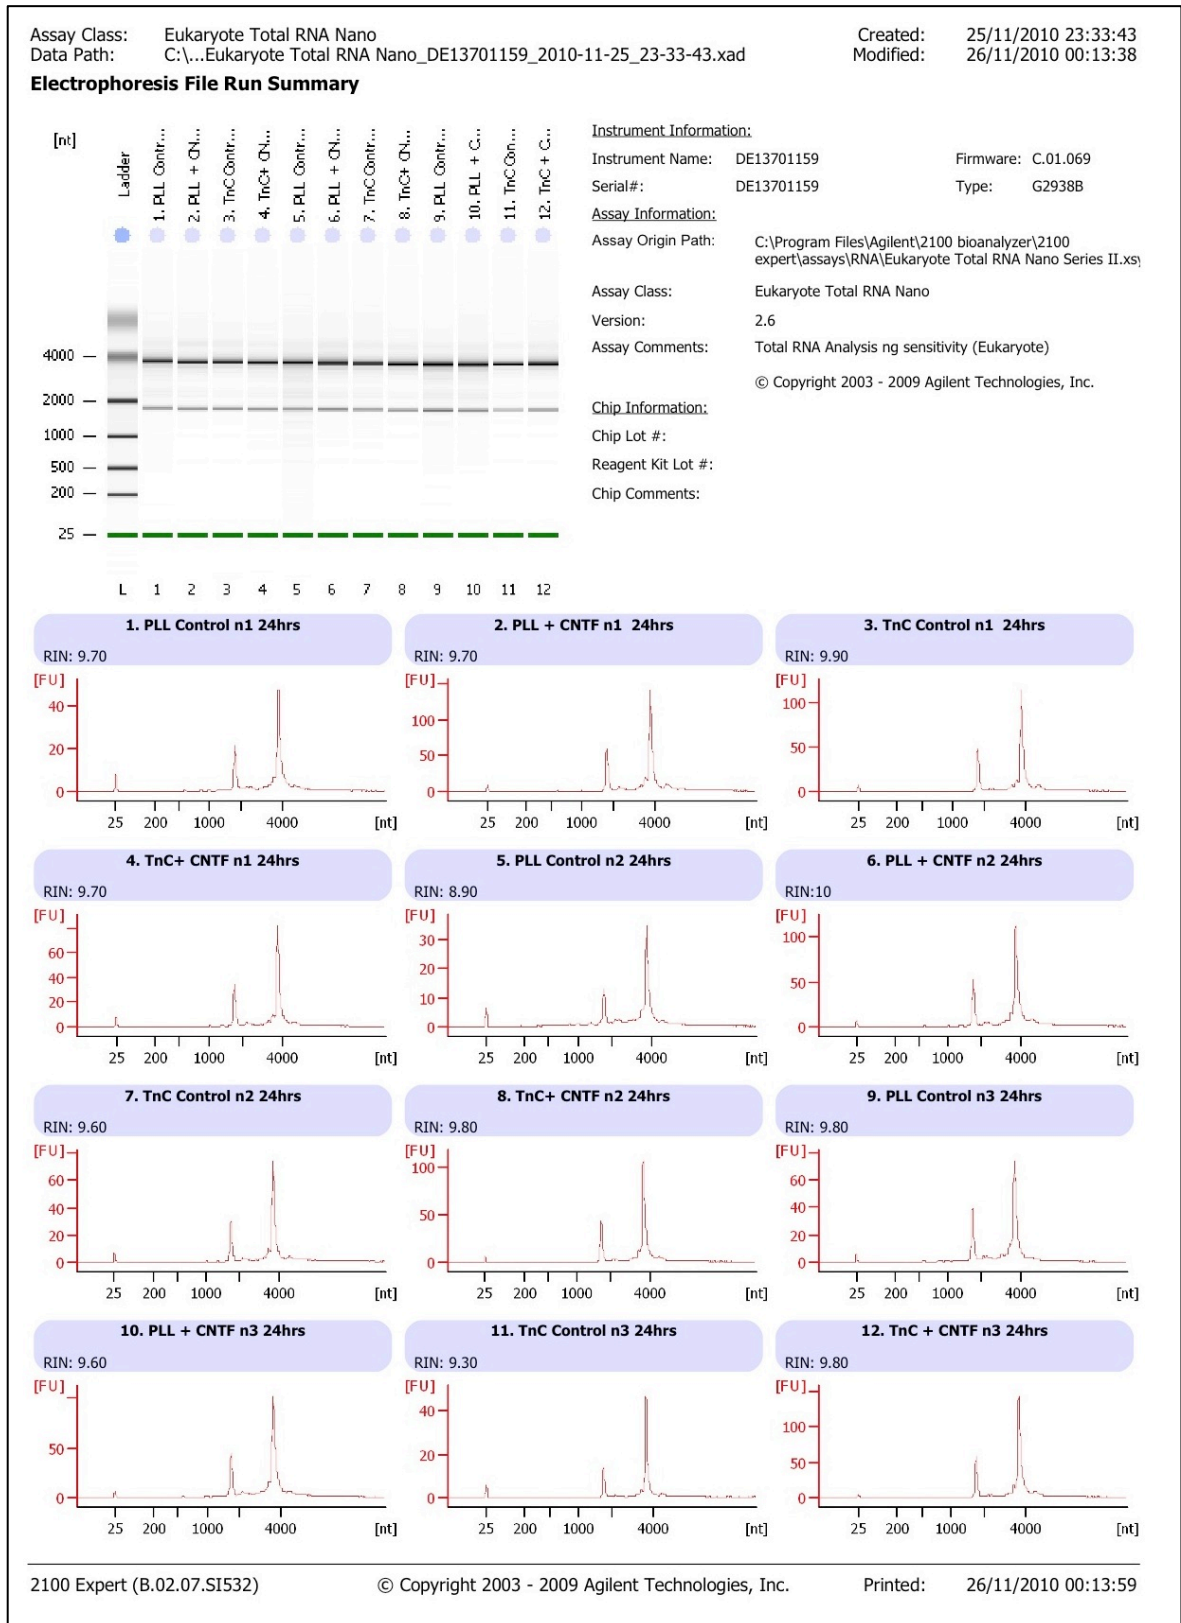 Assay Class: Eukaryote Total RNA Nano Created: 25/11/2010 23:33:43
Data Path: C:\...Eukaryote Total RNA Nano_DE13701159_2010-11-25_23-33-43.xad Modified: 26/11/2010 00:13:38
Electrophoresis File Run Summary
[nt]
Ladder
1. PLL Contr...
2. PLL + CN...
3. TnC Contr...
4. TnC+ CN...
5. PLL Contr...
6. PLL + CN...
7. TnC Contr...
8. TnC+ CN...
9. PLL Contr...
10. PLL + C...
11. TnC Con...
12. TnC + C...
4000
2000
1000
500
200
25
L 1 2 3 4 5 6 7 8 9 10 11 12
Instrument Information:
Instrument Name: DE13701159 Firmware: C.01.069
Serial#: DE13701159 Type: G2938B
Assay Information:
Assay Origin Path: C:\Program Files\Agilent\2100 bioanalyzer\2100
expert\assays\RNA\Eukaryote Total RNA Nano Series II.xsy
Assay Class: Eukaryote Total RNA Nano
Version: 2.6
Assay Comments: Total RNA Analysis ng sensitivity (Eukaryote)
© Copyright 2003 - 2009 Agilent Technologies, Inc.
Chip Information:
Chip Lot #:
Reagent Kit Lot #:
Chip Comments:
1. PLL Control n1 24hrs
RIN: 9.70
[FU]
40
20
0
25 200 1000 4000 [nt]
2. PLL + CNTF n1 24hrs
RIN: 9.70
[FU]
100
50
0
25 200 1000 4000 [nt]
3. TnC Control n1 24hrs
RIN: 9.90
[FU]
100
50
0
25 200 1000 4000 [nt]
4. TnC+ CNTF n1 24hrs
RIN: 9.70
[FU]
60
40
20
0
25 200 1000 4000 [nt]
5. PLL Control n2 24hrs
RIN: 8.90
[FU]
30
20
10
0
25 200 1000 4000 [nt]
6. PLL + CNTF n2 24hrs
RIN:10
[FU]
100
50
0
25 200 1000 4000 [nt]
7. TnC Control n2 24hrs
RIN: 9.60
[FU]
60
40
20
0
25 200 1000 4000 [nt]
8. TnC+ CNTF n2 24hrs
RIN: 9.80
[FU]
100
50
0
25 200 1000 4000 [nt]
9. PLL Control n3 24hrs
RIN: 9.80
[FU]
60
40
20
0
25 200 1000 4000 [nt]
10. PLL + CNTF n3 24hrs
RIN: 9.60
[FU]
50
0
25 200 1000 4000 [nt]
11. TnC Control n3 24hrs
RIN: 9.30
[FU]
40
20
0
25 200 1000 4000 [nt]
12. TnC + CNTF n3 24hrs
RIN: 9.80
[FU]
100
50
0
25 200 1000 4000 [nt]
2100 Expert (B.02.07.SI532) © Copyright 2003 - 2009 Agilent Technologies, Inc. Printed: 26/11/2010 00:13:59